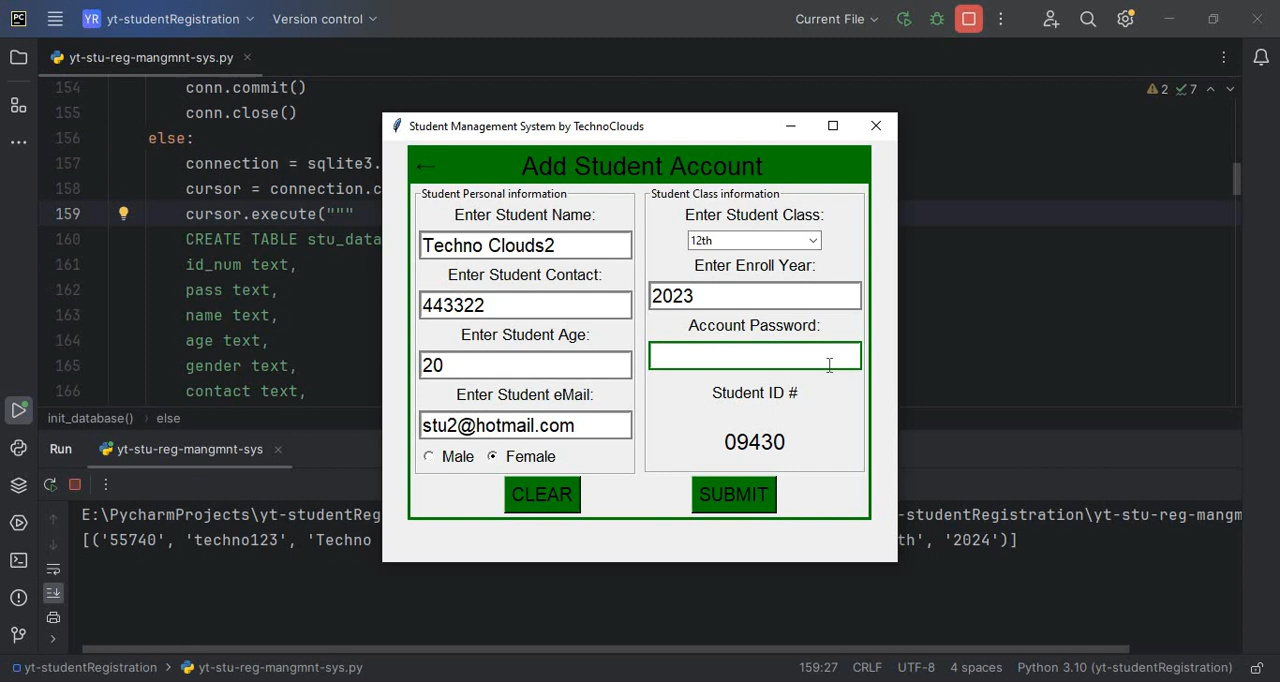 PC
YR yt-studentRegistration
Version control
Current File
yt-stu-reg-mangmnt-sys.py
154 conn.commit()
155 conn.close()
156 else:
157 connection = sqlite3.
158 cursor = connection.c
159 cursor.execute("""
160 CREATE TABLE stu_data
161 id_num text,
162 pass text,
163 name text,
164 age text,
165 gender text,
166 contact text,
2 7
init_database() › else
Student Management System by TechnoClouds
← Add Student Account
Student Personal information
Enter Student Name:
Techno Clouds2
Enter Student Contact:
443322
Enter Student Age:
20
Enter Student eMail:
stu2@hotmail.com
Male Female
Student Class information
Enter Student Class:
12th
Enter Enroll Year:
2023
Account Password:
Student ID #
09430
CLEAR SUBMIT
Run yt-stu-reg-mangmnt-sys
E:\PycharmProjects\yt-studentReg -studentRegistration\yt-stu-reg-mangm
[('55740', 'techno123', 'Techno th', '2024')]
yt-studentRegistration > yt-stu-reg-mangmnt-sys.py
159:27 CRLF UTF-8 4 spaces Python 3.10 (yt-studentRegistration)